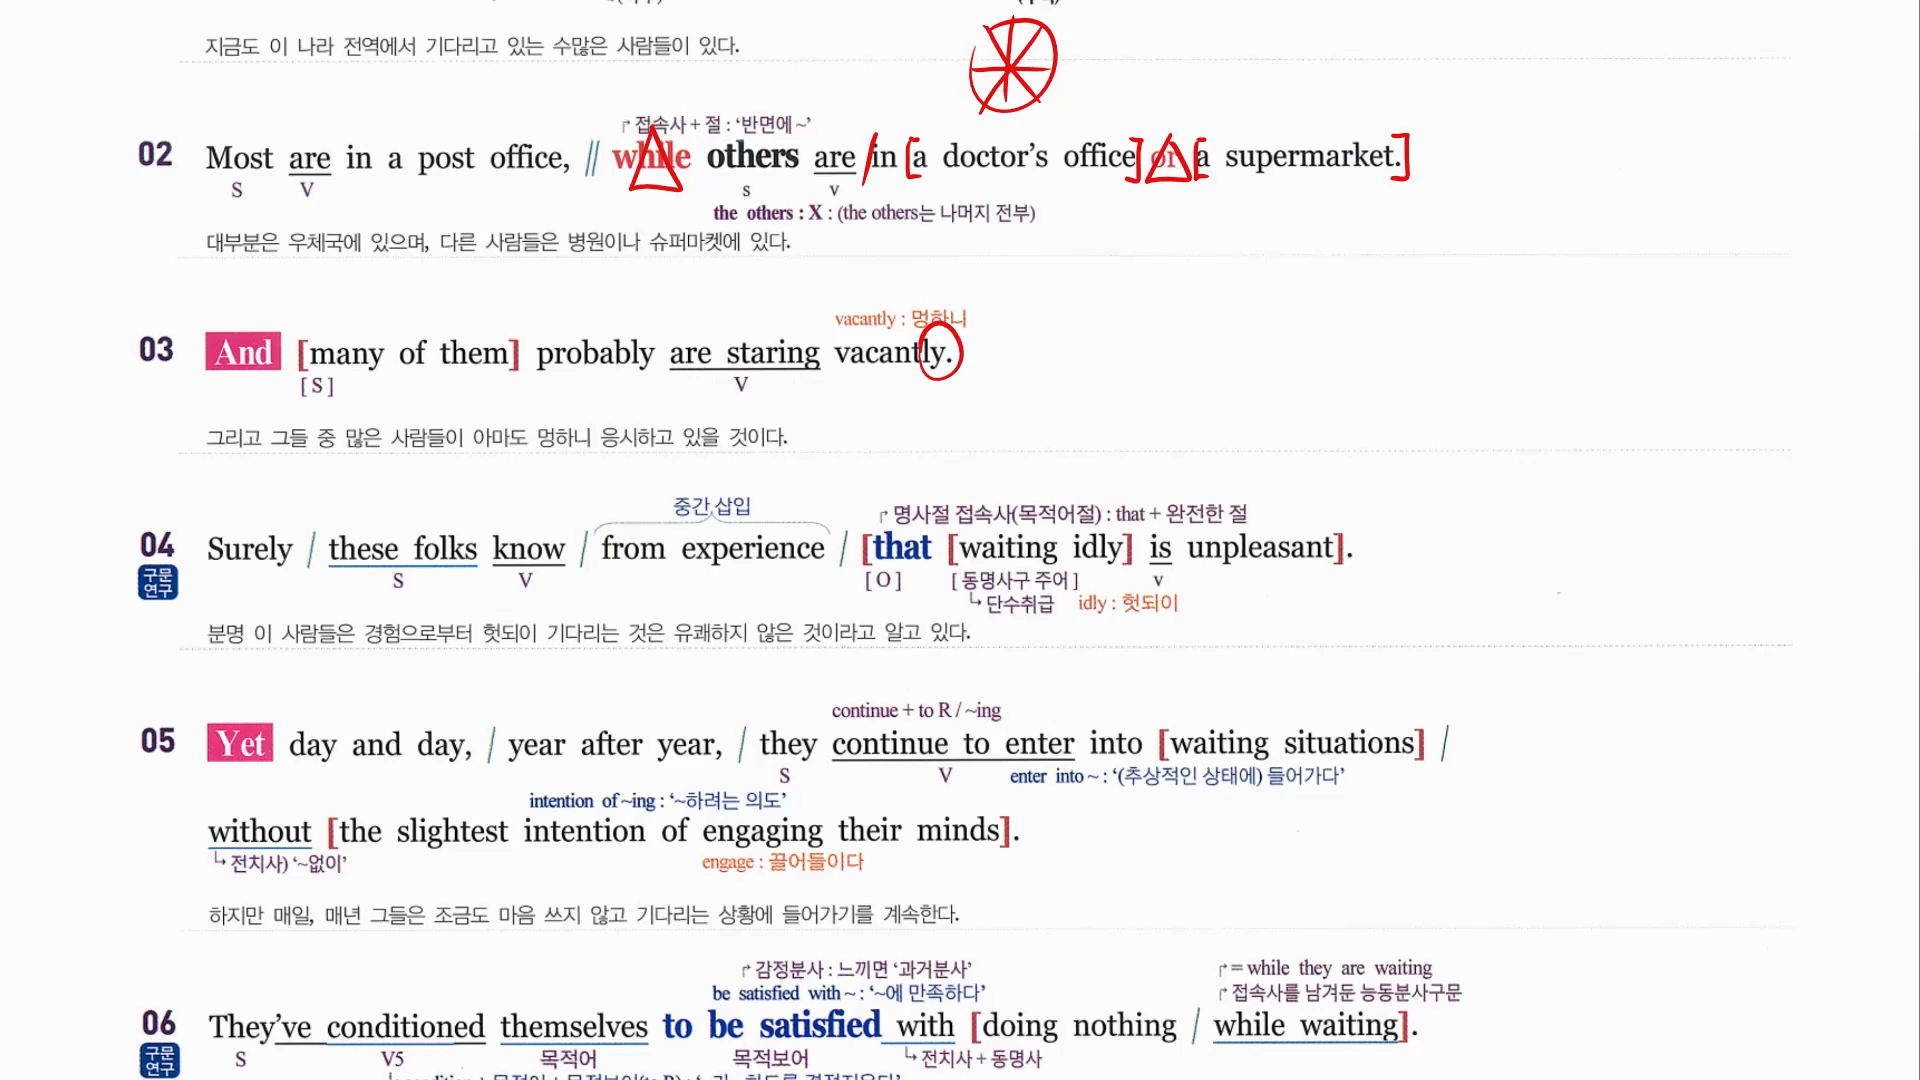 지금도 이 나라 전역에서 기다리고 있는 수많은 사람들이 있다.
┌ 접속사 + 절 : ‘반면에 ~’
02 Most are in a post office, // while others are / in [a doctor’s office] or [a supermarket.]
S V s v
the others : X : (the others는 나머지 전부)
대부분은 우체국에 있으며, 다른 사람들은 병원이나 슈퍼마켓에 있다.
vacantly : 멍하니
03 And [many of them] probably are staring vacantly.
[ S ] V
그리고 그들 중 많은 사람들이 아마도 멍하니 응시하고 있을 것이다.
중간 삽입 ┌ 명사절 접속사(목적어절) : that + 완전한 절
04 Surely / these folks know / from experience / [that [waiting idly] is unpleasant].
구문연구 S V [ O ] [ 동명사구 주어 ] v
└ 단수취급 idly : 헛되이
분명 이 사람들은 경험으로부터 헛되이 기다리는 것은 유쾌하지 않은 것이라고 알고 있다.
continue + to R / ~ing
05 Yet day and day, / year after year, / they continue to enter into [waiting situations] /
S V enter into ~ : ‘(추상적인 상태에) 들어가다’
intention of ~ing : ‘~하려는 의도’
without [the slightest intention of engaging their minds].
└ 전치사) ‘~없이’ engage : 끌어들이다
하지만 매일, 매년 그들은 조금도 마음 쓰지 않고 기다리는 상황에 들어가기를 계속한다.
┌ 감정분사 : 느끼면 ‘과거분사’ ┌ = while they are waiting
be satisfied with ~ : ‘~에 만족하다’ ┌ 접속사를 남겨둔 능동분사구문
06 They’ve conditioned themselves to be satisfied with [doing nothing / while waiting].
구문연구 S V5 목적어 목적보어 └ 전치사 + 동명사